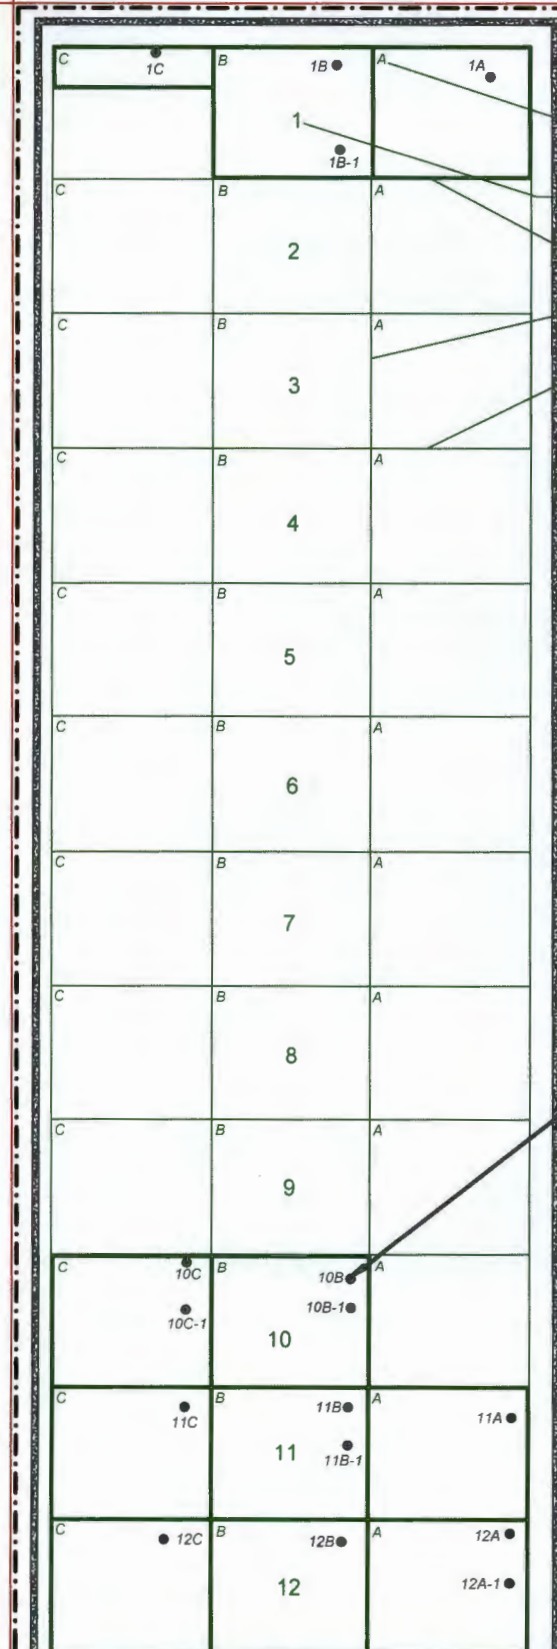 C 1C B 1B A 1A
1
1B-1
C B A
2
C B A
3
C B A
4
C B A
5
C B A
6
C B A
7
C B A
8
C B A
9
C 10C B 10B A
10C-1 10B-1
10
C 11C B 11B A 11A
11 11B-1
C 12C B 12B A 12A
12 12A-1